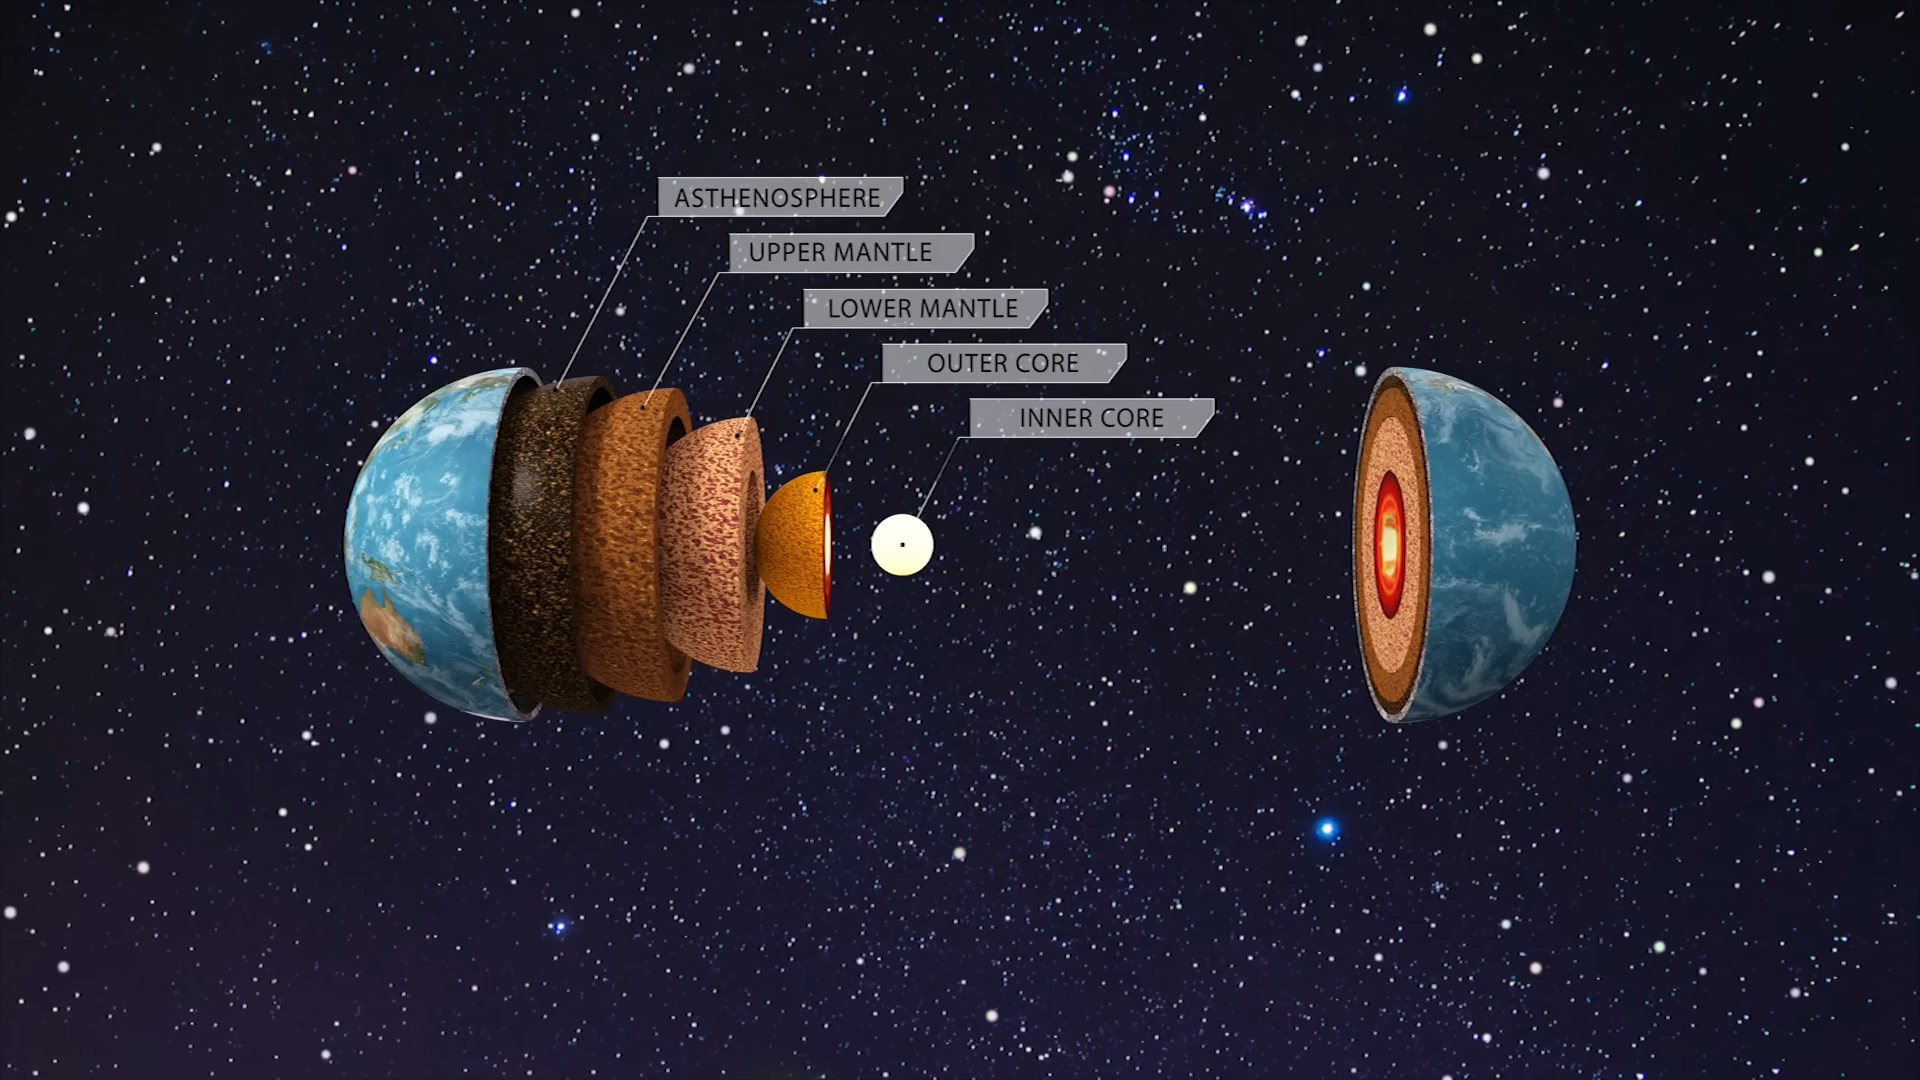 ASTHENOSPHERE
UPPER MANTLE
LOWER MANTLE
OUTER CORE
INNER CORE